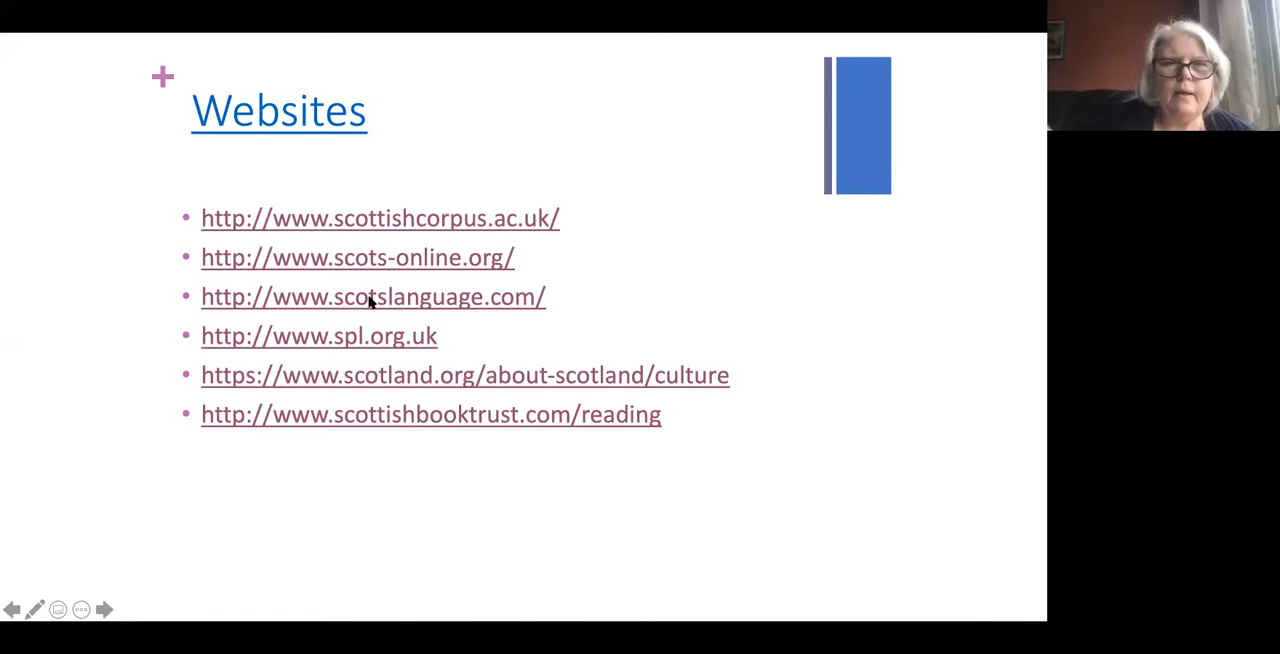 Websites
http://www.scottishcorpus.ac.uk/
http://www.scots-online.org/
http://www.scotslanguage.com/
http://www.spl.org.uk
https://www.scotland.org/about-scotland/culture
http://www.scottishbooktrust.com/reading